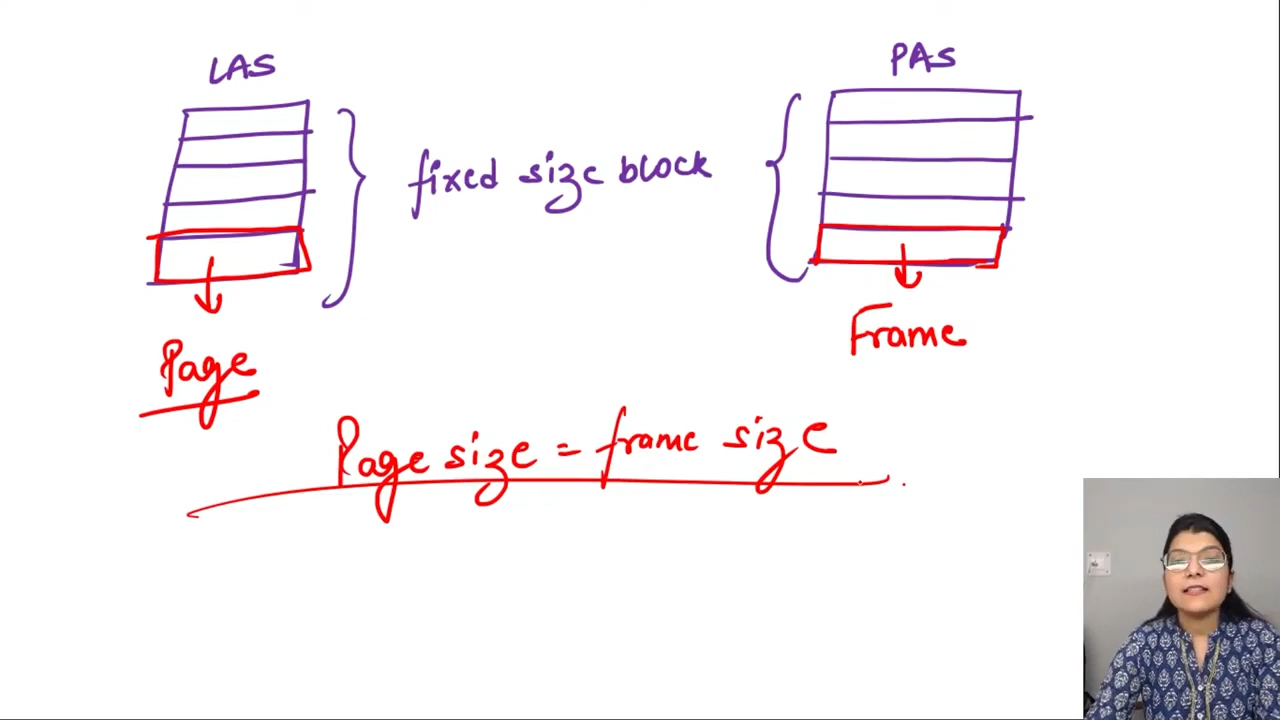 LAS
PAS
fixed size block
Page
Frame
Page size = frame size